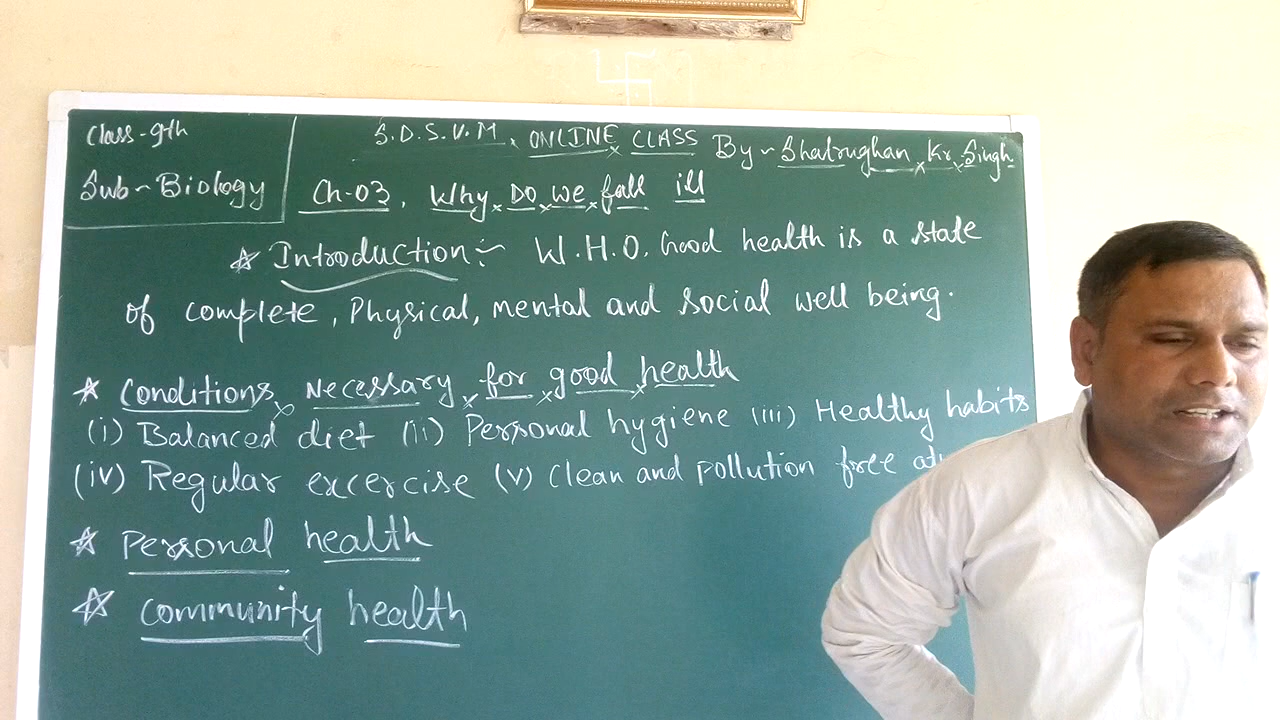 Class-9th
Sub-Biology
S.D.S.V.M, ONLINE CLASS By- Shatrughan Kr. Singh
Ch-03, Why Do we fall ill
Introduction:- W.H.O. Good health is a state
of complete, Physical, mental and social well being.
Conditions Necessary for good health
(i) Balanced diet (ii) Personal hygiene (iii) Healthy habits
(iv) Regular excercise (v) Clean and pollution free
Personal health
Community health